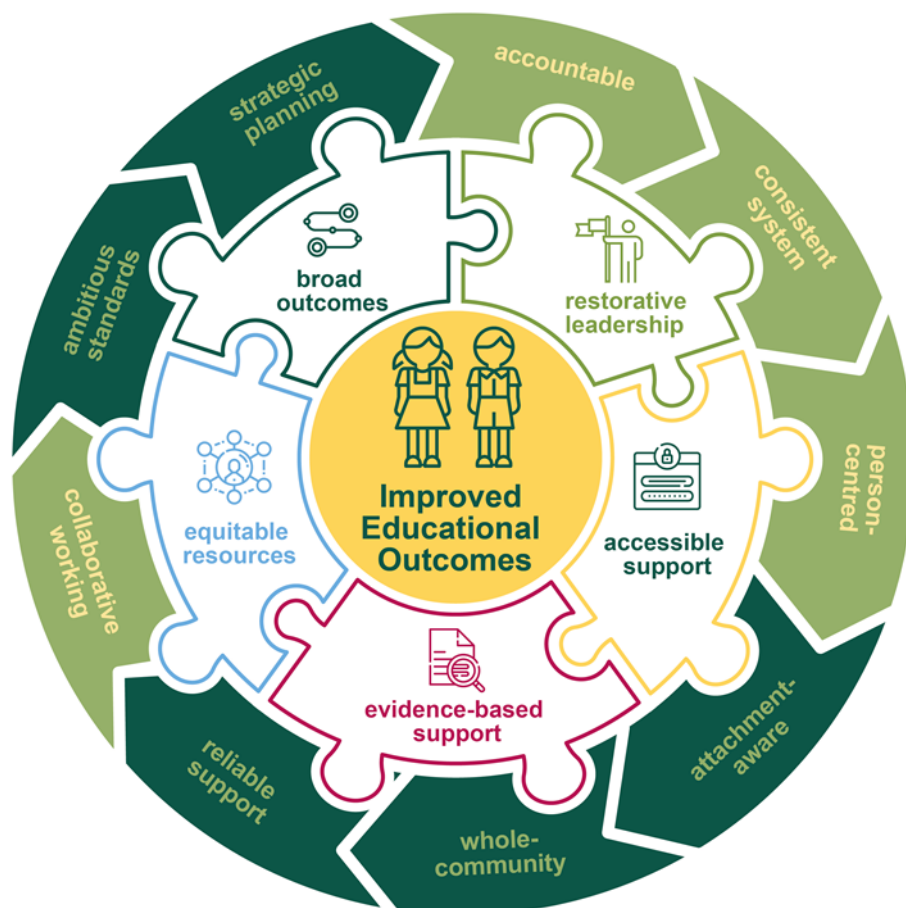 strategic
planning
accountable
consistent
system
person-
centred
attachment-
aware
whole-
community
reliable
support
collaborative
working
ambitious
standards
broad
outcomes
restorative
leadership
accessible
support
evidence-based
support
equitable
resources
Improved
Educational
Outcomes